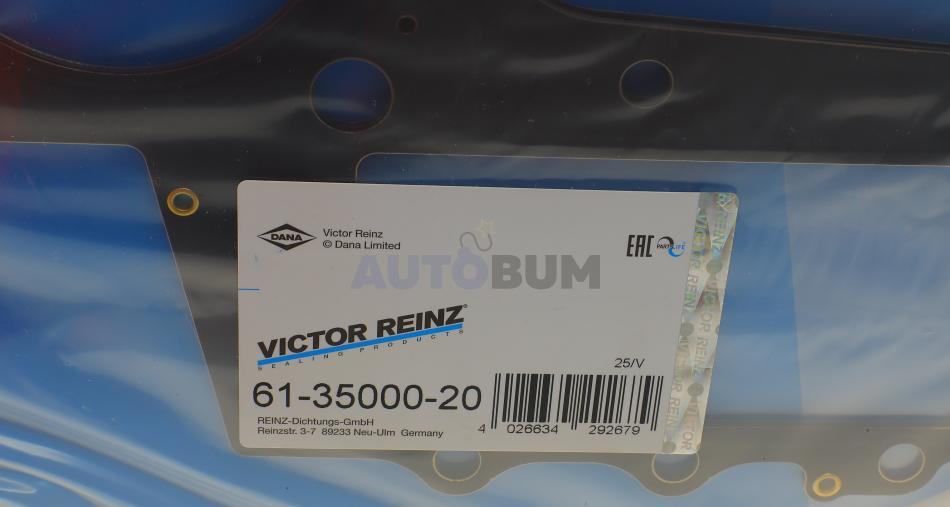 DANA
Victor Reinz
© Dana Limited
EAC
PARTSLIFE
AUTOBUM
VICTOR REINZ®
SEALING PRODUCTS
25/V
61-35000-20
4 026634 292679
REINZ-Dichtungs-GmbH
Reinzstr. 3-7 89233 Neu-Ulm Germany
VICTOR REINZ